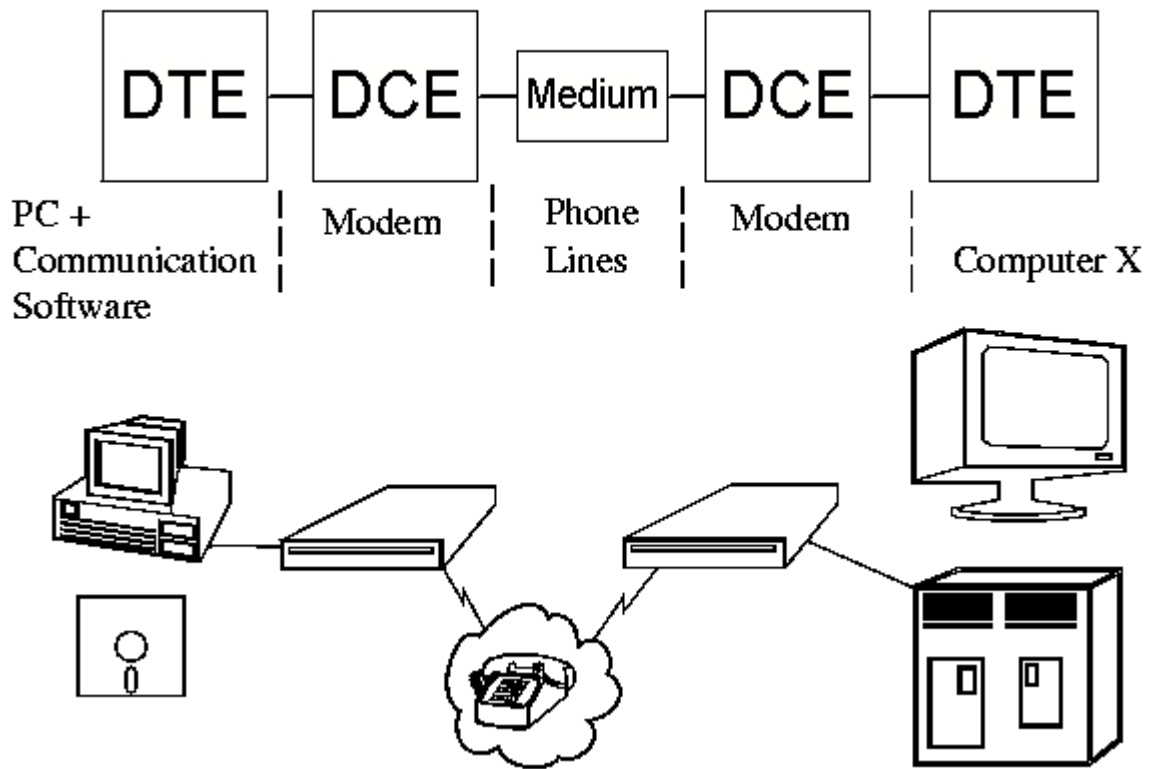 DTE
DCE
Medium
DCE
DTE
PC +
Communication
Software
Modem
Phone
Lines
Modem
Computer X